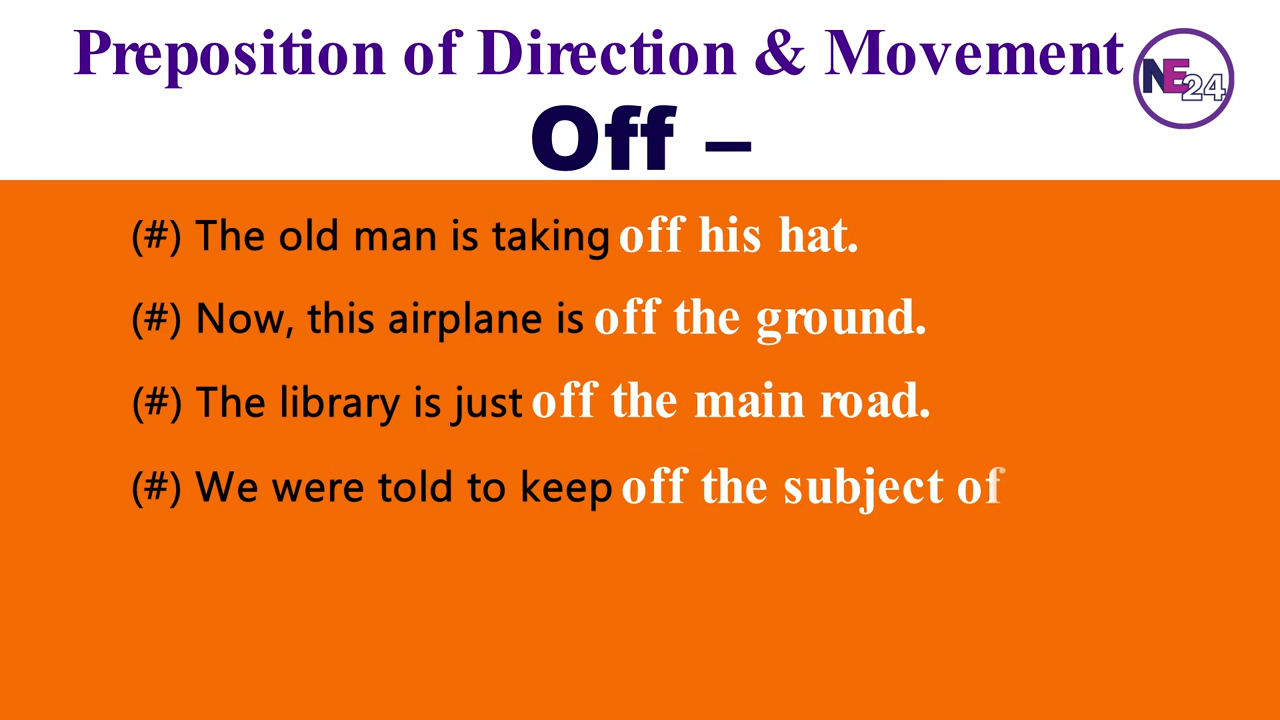 Preposition of Direction & Movement
NE24
Off –
(#) The old man is taking off his hat.
(#) Now, this airplane is off the ground.
(#) The library is just off the main road.
(#) We were told to keep off the subject of